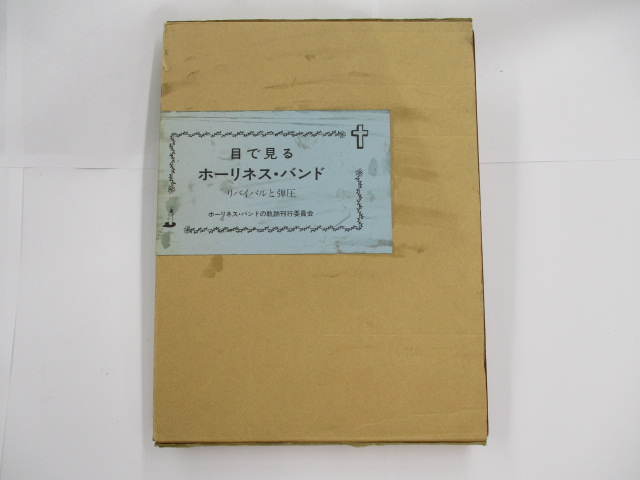 目で見る
ホーリネス・バンド
リバイバルと弾圧
ホーリネス・バンドの軌跡刊行委員会